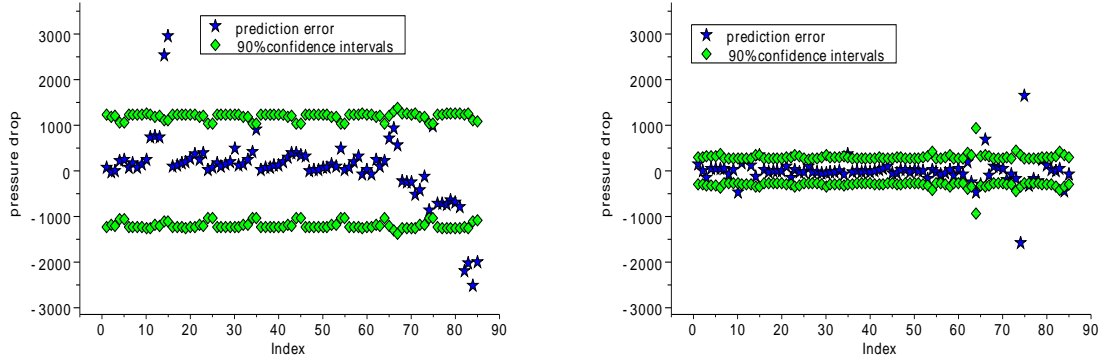 3000
2000
1000
0
-1000
-2000
-3000
pressure drop
prediction error
90%confidence intervals
0 10 20 30 40 50 60 70 80 90
Index
3000
2000
1000
0
-1000
-2000
-3000
pressure drop
prediction error
90%confidence intervals
0 10 20 30 40 50 60 70 80 90
Index